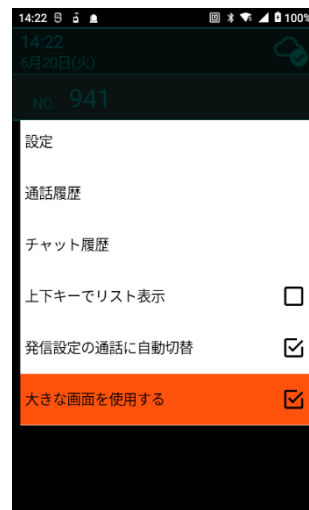 14:22 100%
14:22
6月20日(火)
NO. 941
設定
通話履歴
チャット履歴
上下キーでリスト表示
発信設定の通話に自動切替
大きな画面を使用する